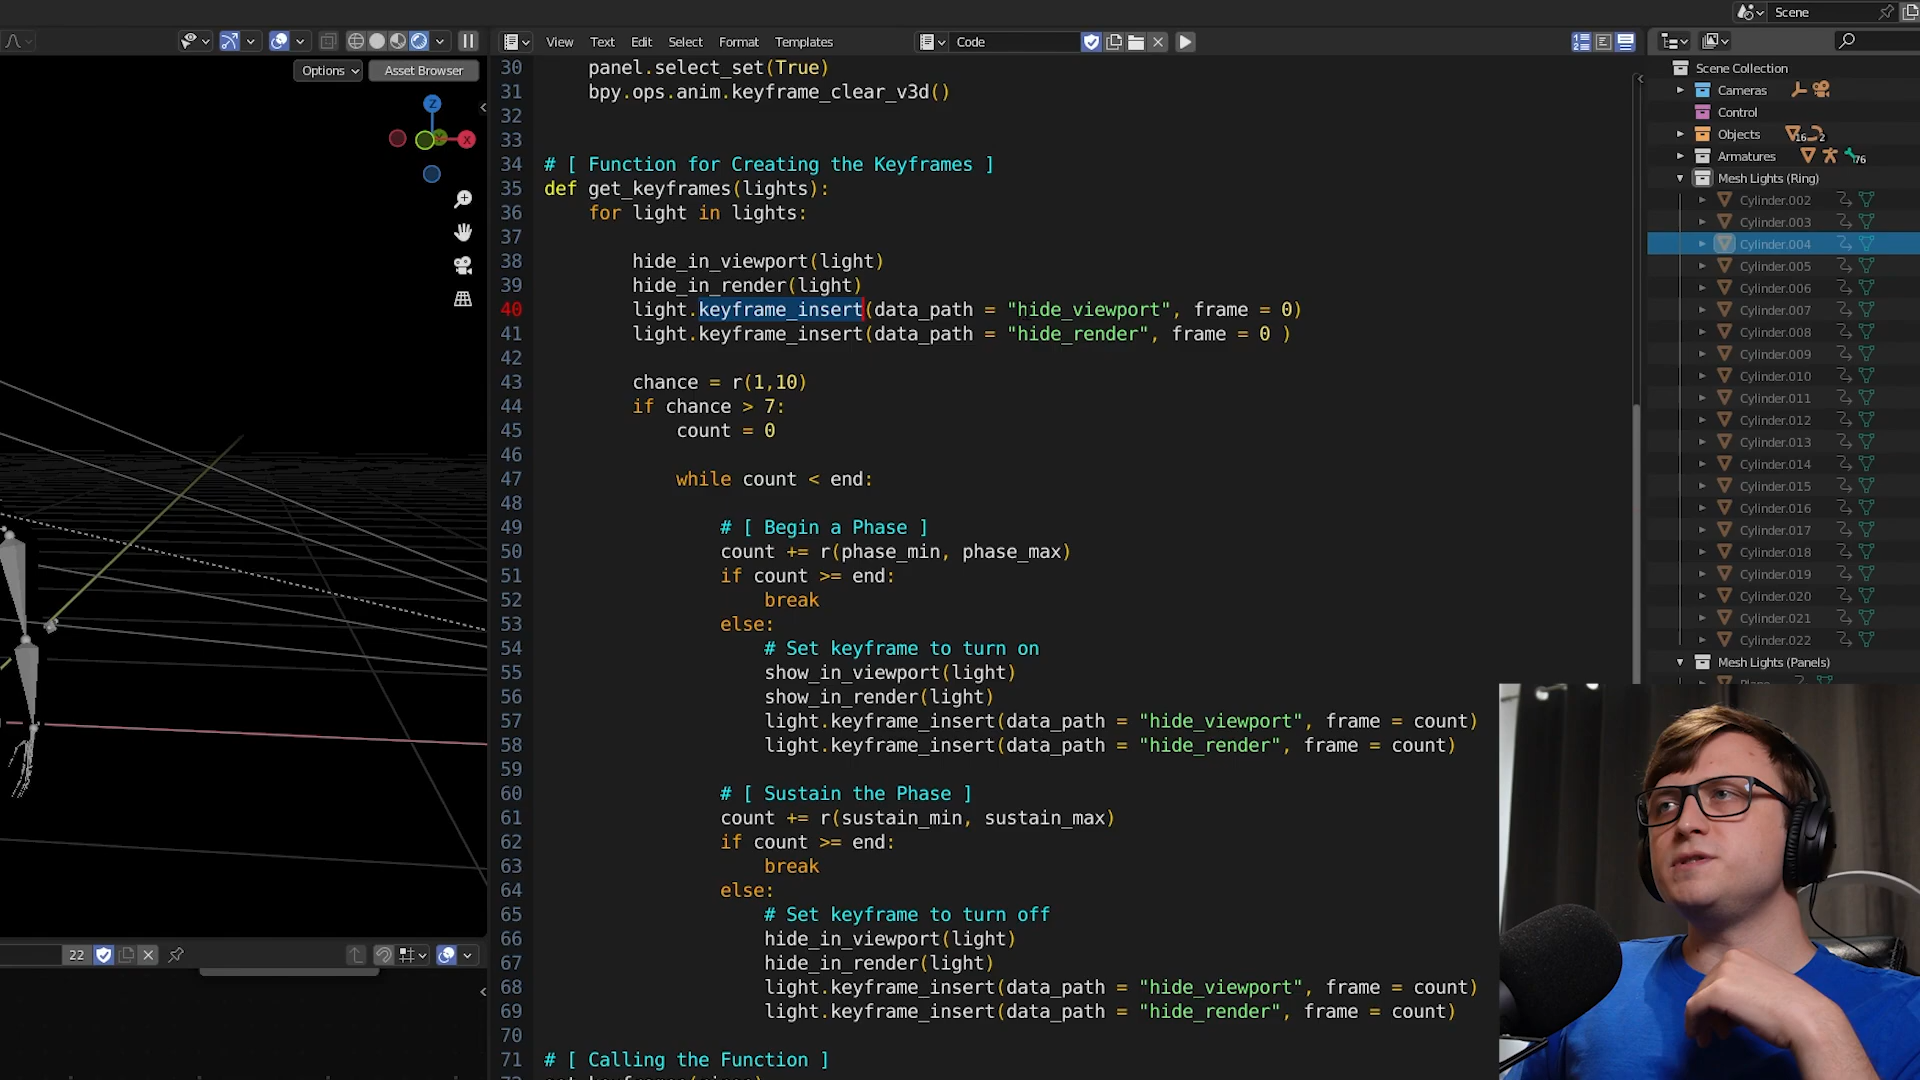 Scene
View Text Edit Select Format Templates Code
Options Asset Browser
Z
X
30 panel.select_set(True)
31 bpy.ops.anim.keyframe_clear_v3d()
32
33
34 # [ Function for Creating the Keyframes ]
35 def get_keyframes(lights):
36 for light in lights:
37
38 hide_in_viewport(light)
39 hide_in_render(light)
40 light.keyframe_insert(data_path = "hide_viewport", frame = 0)
41 light.keyframe_insert(data_path = "hide_render", frame = 0 )
42
43 chance = r(1,10)
44 if chance > 7:
45 count = 0
46
47 while count < end:
48
49 # [ Begin a Phase ]
50 count += r(phase_min, phase_max)
51 if count >= end:
52 break
53 else:
54 # Set keyframe to turn on
55 show_in_viewport(light)
56 show_in_render(light)
57 light.keyframe_insert(data_path = "hide_viewport", frame = count)
58 light.keyframe_insert(data_path = "hide_render", frame = count)
59
60 # [ Sustain the Phase ]
61 count += r(sustain_min, sustain_max)
62 if count >= end:
63 break
64 else:
65 # Set keyframe to turn off
66 hide_in_viewport(light)
67 hide_in_render(light)
68 light.keyframe_insert(data_path = "hide_viewport", frame = count)
69 light.keyframe_insert(data_path = "hide_render", frame = count)
70
71 # [ Calling the Function ]
Scene Collection
Cameras
Control
Objects 16 2
Armatures 76
Mesh Lights (Ring)
Cylinder.002
Cylinder.003
Cylinder.004
Cylinder.005
Cylinder.006
Cylinder.007
Cylinder.008
Cylinder.009
Cylinder.010
Cylinder.011
Cylinder.012
Cylinder.013
Cylinder.014
Cylinder.015
Cylinder.016
Cylinder.017
Cylinder.018
Cylinder.019
Cylinder.020
Cylinder.021
Cylinder.022
Mesh Lights (Panels)
22